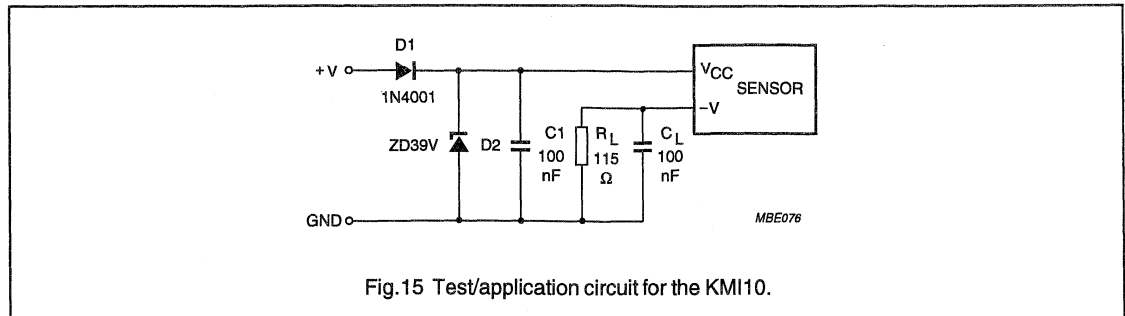 D1
+V
1N4001
VCC
SENSOR
–V
ZD39V
D2
C1
100
nF
RL
115
Ω
CL
100
nF
GND
MBE076
Fig.15 Test/application circuit for the KMI10.